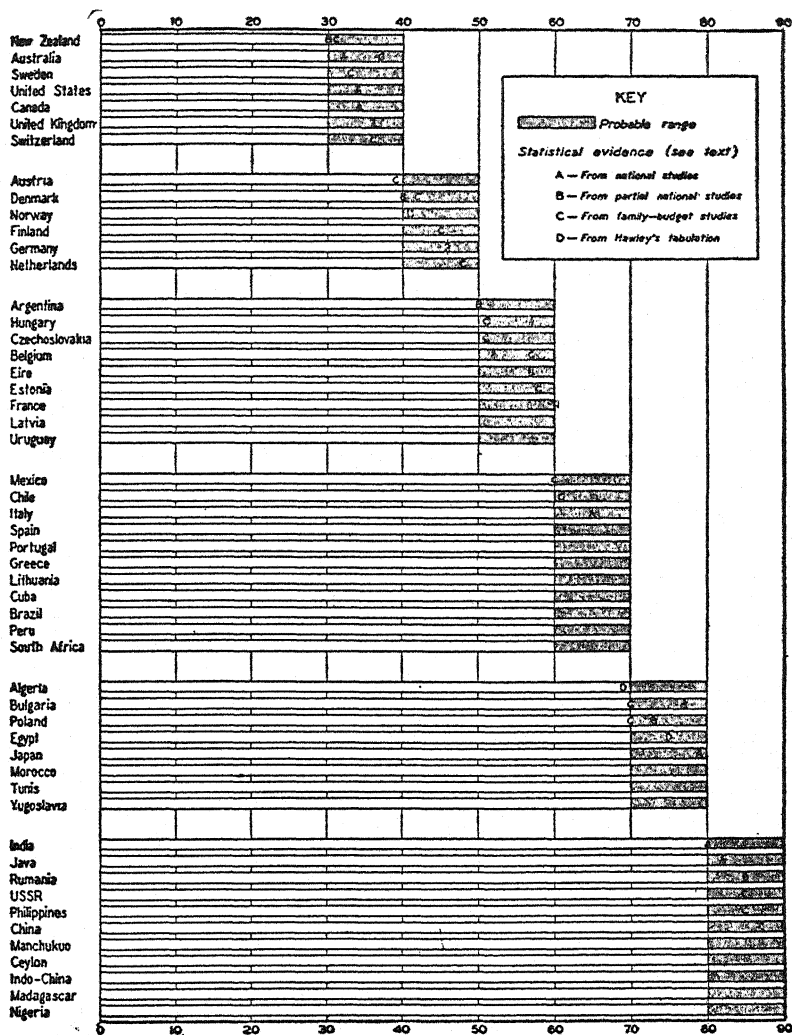 0 10 20 30 40 50 60 70 80 90
New Zealand
Australia
Sweden
United States
Canada
United Kingdom
Switzerland
KEY
Probable range
Statistical evidence (see text)
A — From national studies
B — From partial national studies
C — From family-budget studies
D — From Hawley's tabulation
Austria
Denmark
Norway
Finland
Germany
Netherlands
Argentina
Hungary
Czechoslovakia
Belgium
Eire
Estonia
France
Latvia
Uruguay
Mexico
Chile
Italy
Spain
Portugal
Greece
Lithuania
Cuba
Brazil
Peru
South Africa
Algeria
Bulgaria
Poland
Egypt
Japan
Morocco
Tunis
Yugoslavia
India
Java
Rumania
USSR
Philippines
China
Manchukuo
Ceylon
Indo-China
Madagascar
Nigeria
0 10 20 30 40 50 60 70 80 90